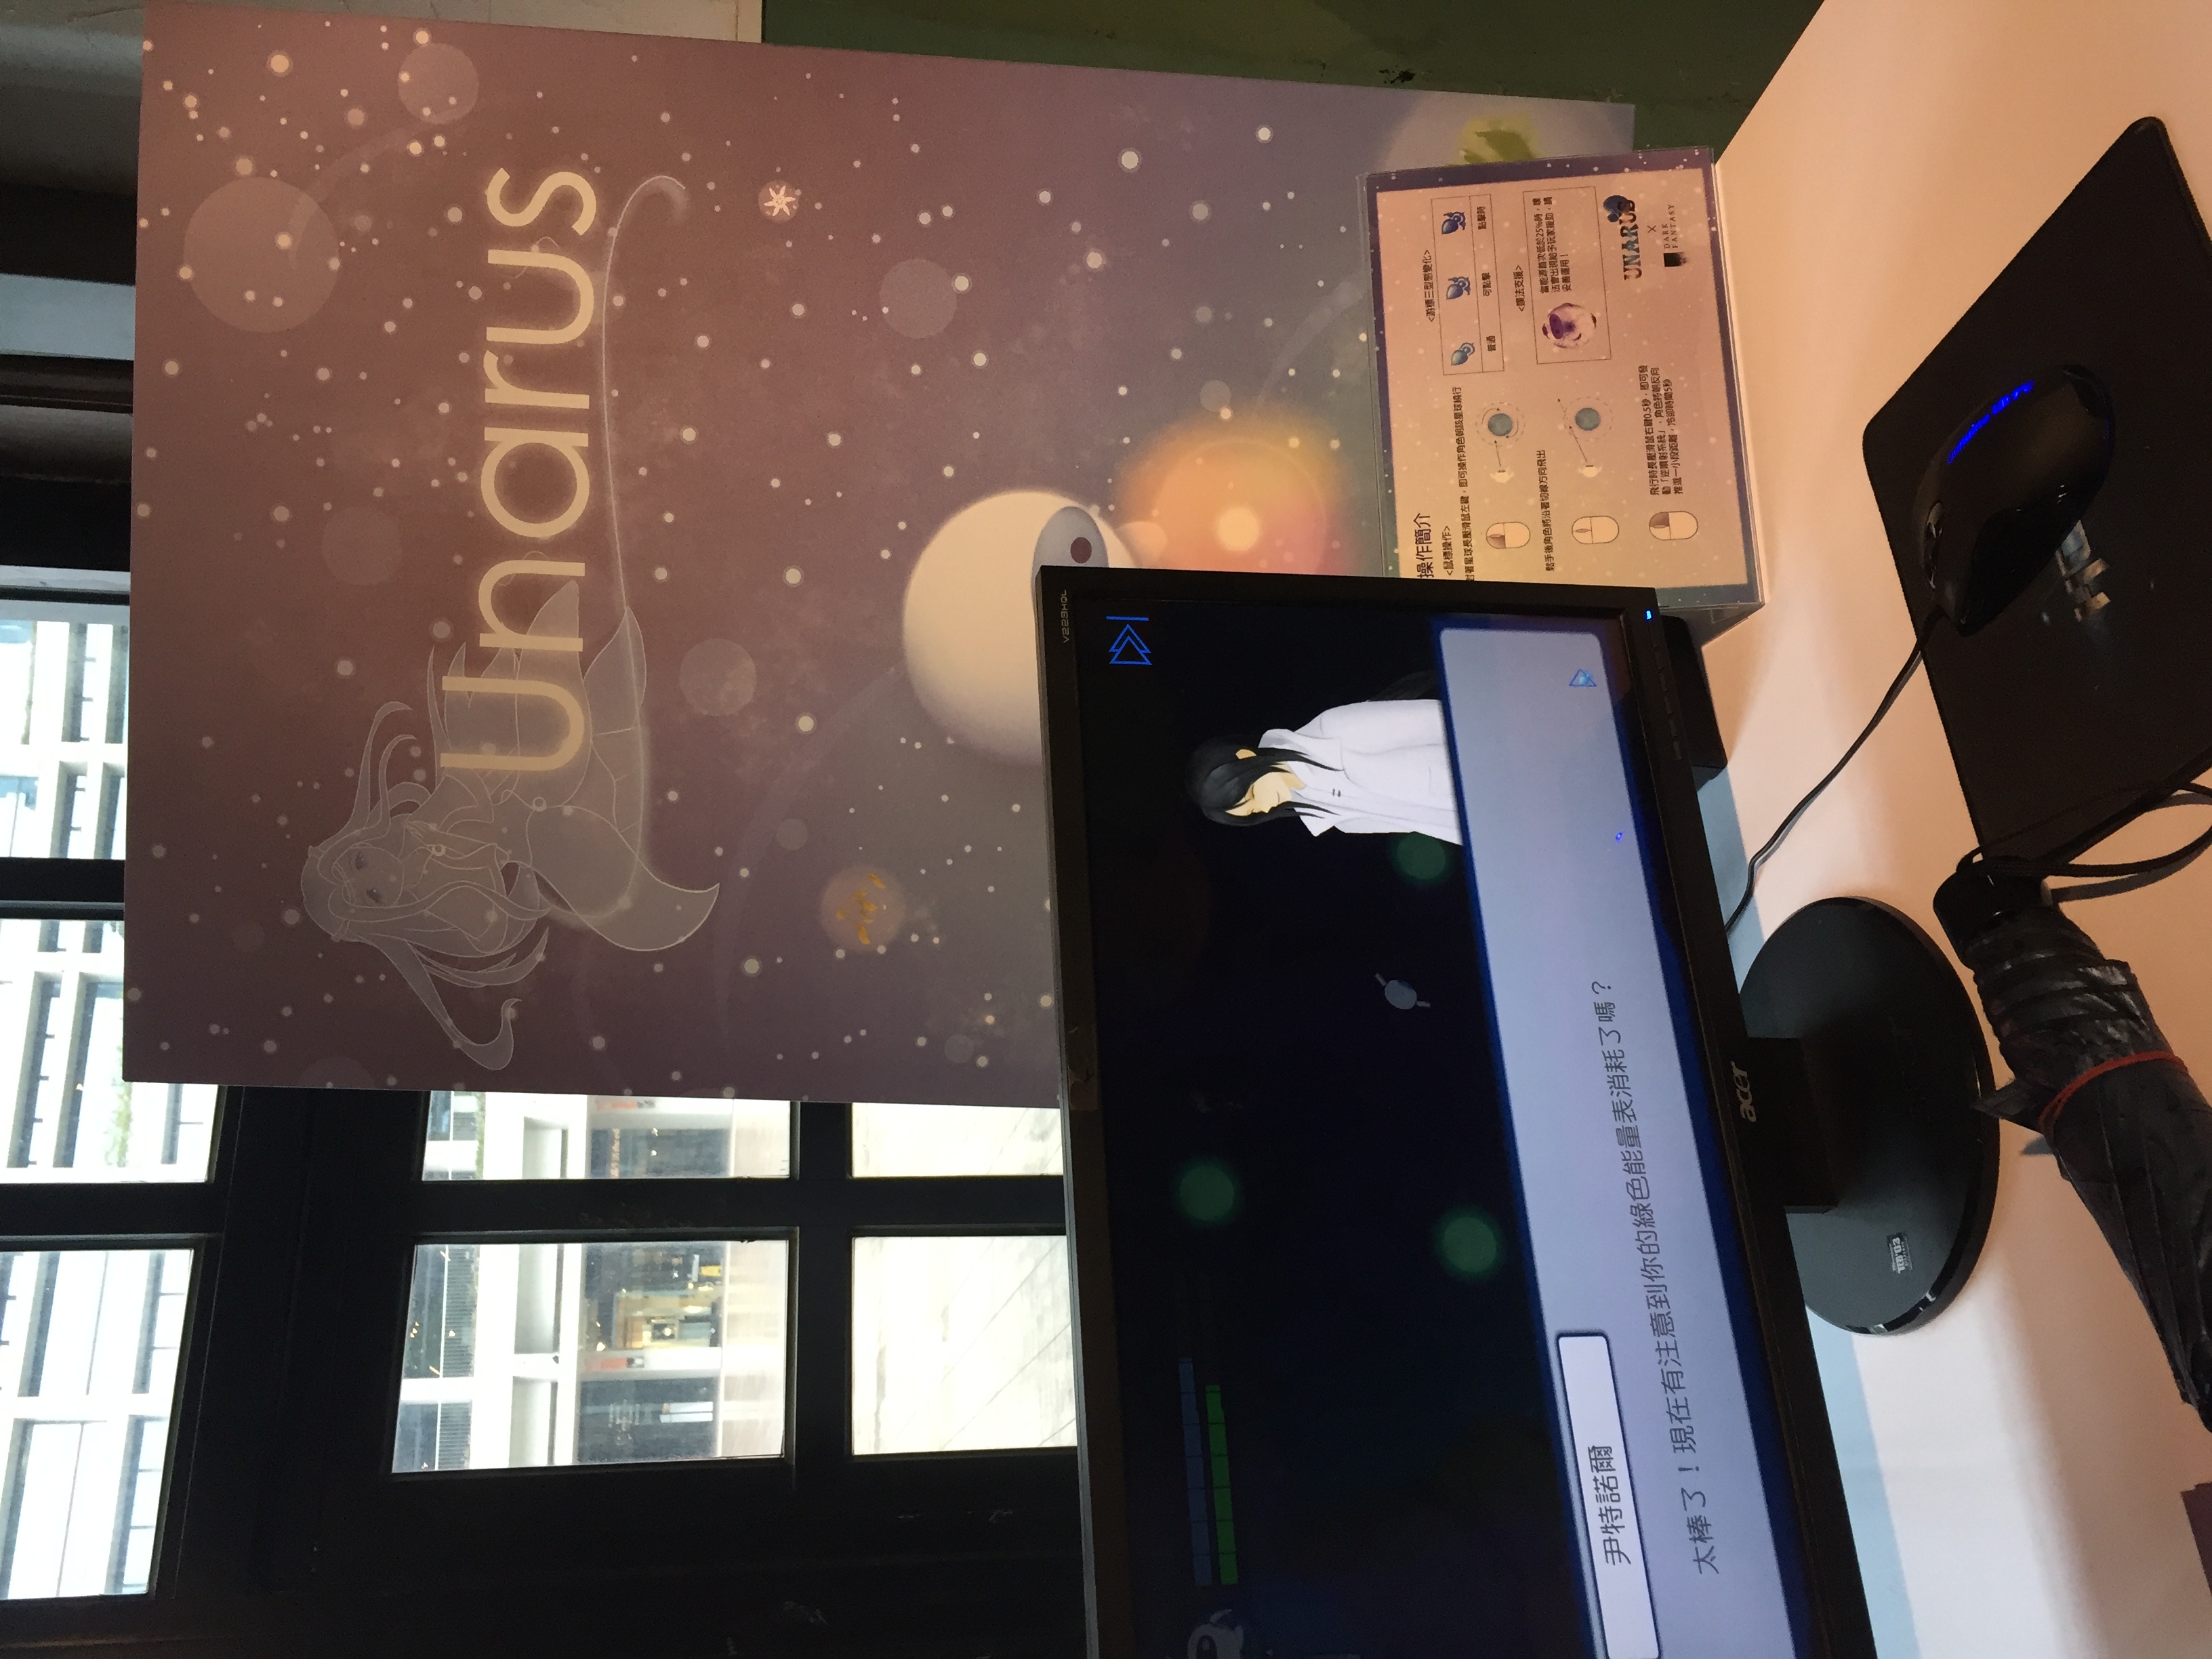 Unarus
V223HQL
尹特諾爾
太棒了！現在有注意到你的綠色能量表消耗了嗎？
acer
操作簡介
<鼠標操作>
對著星球長壓滑鼠左鍵，即可操作角色朝該星球繞行
鬆手後角色將沿著切線方向飛出
飛行時長壓滑鼠右鍵0.5秒，即可發
動「逆噴射系統」，角色將朝反向
推進一小段距離，冷卻時間5秒
<游標三型態變化>
普通
可點擊
點擊時
<護法支援>
當能源首次低於25%時，護
法會出現給予玩家援助，請
妥善運用！
UNARUS
X
DARK
FANTASY